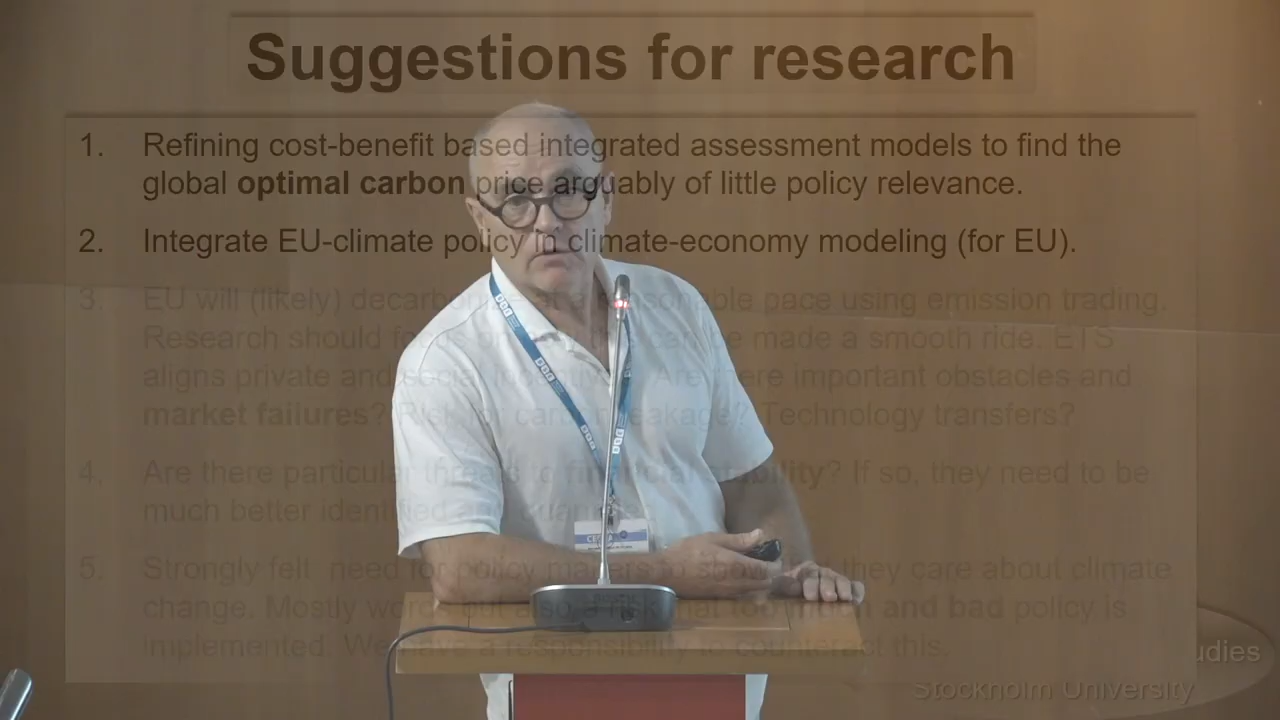 Suggestions for research
1. Refining cost-benefit based integrated assessment models to find the
global optimal carbon price arguably of little policy relevance.
2. Integrate EU-climate policy in climate-economy modeling (for EU).
3. EU will (likely) decarbonize at a reasonable pace using emission trading.
Research should focus on how this can be made a smooth ride. ETS
aligns private and social incentives. Are there important obstacles and
market failures? Risk for carbon leakage? Technology transfers?
4. Are there particular threats to financial stability? If so, they need to be
much better identified and quantified.
5. Strongly felt need for policy makers to show that they care about climate
change. Mostly words but also a risk that too much and bad policy is
implemented. We have a responsibility to counteract this.
udies
Stockholm University
BOSCH